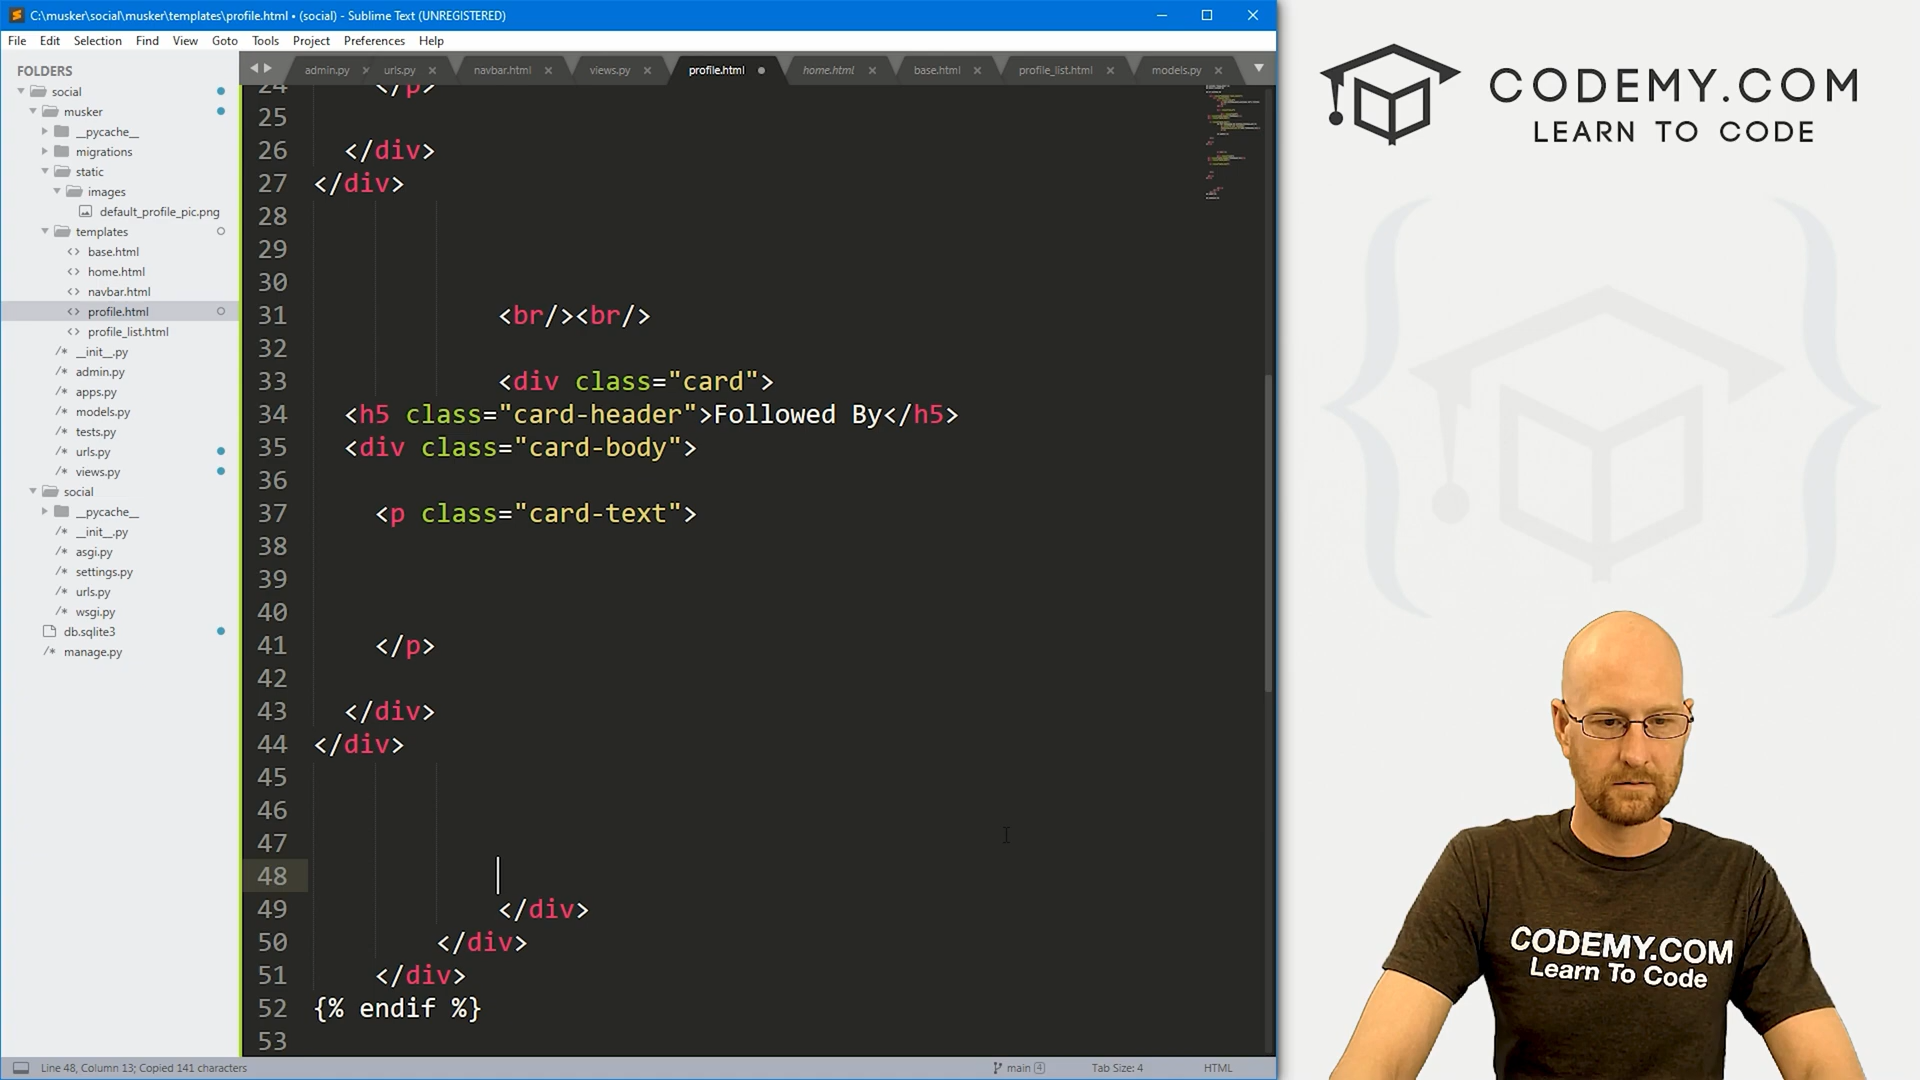 C:\musker\social\musker\templates\profile.html • (social) - Sublime Text (UNREGISTERED)
File Edit Selection Find View Goto Tools Project Preferences Help
FOLDERS
social
musker
__pycache__
migrations
static
images
default_profile_pic.png
templates
base.html
home.html
navbar.html
profile.html
profile_list.html
__init__.py
admin.py
apps.py
models.py
tests.py
urls.py
views.py
social
__pycache__
__init__.py
asgi.py
settings.py
urls.py
wsgi.py
db.sqlite3
manage.py
admin.py urls.py navbar.html views.py profile.html home.html base.html profile_list.html models.py
24 </p>
25
26 </div>
27 </div>
28
29
30
31 <br/><br/>
32
33 <div class="card">
34 <h5 class="card-header">Followed By</h5>
35 <div class="card-body">
36
37 <p class="card-text">
38
39
40
41 </p>
42
43 </div>
44 </div>
45
46
47
48
49 </div>
50 </div>
51 </div>
52 {% endif %}
53
Line 48, Column 13; Copied 141 characters
main 4
Tab Size: 4
HTML
CODEMY.COM
LEARN TO CODE
CODEMY.COM
Learn To Code